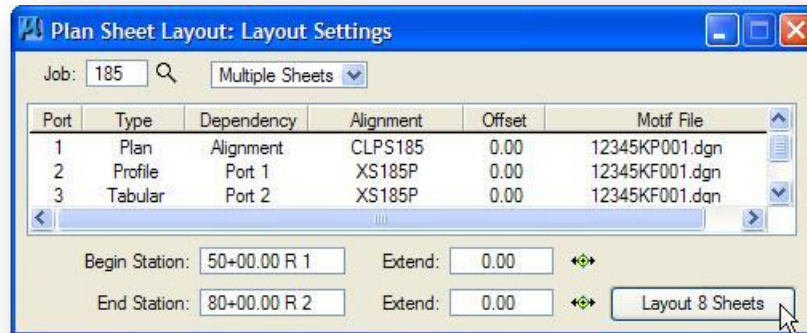 Plan Sheet Layout: Layout Settings
Job: 185 Multiple Sheets
Port Type Dependency Alignment Offset Motif File
1 Plan Alignment CLPS185 0.00 12345KP001.dgn
2 Profile Port 1 XS185P 0.00 12345KF001.dgn
3 Tabular Port 2 XS185P 0.00 12345KF001.dgn
Begin Station: 50+00.00 R 1 Extend: 0.00
End Station: 80+00.00 R 2 Extend: 0.00 Layout 8 Sheets